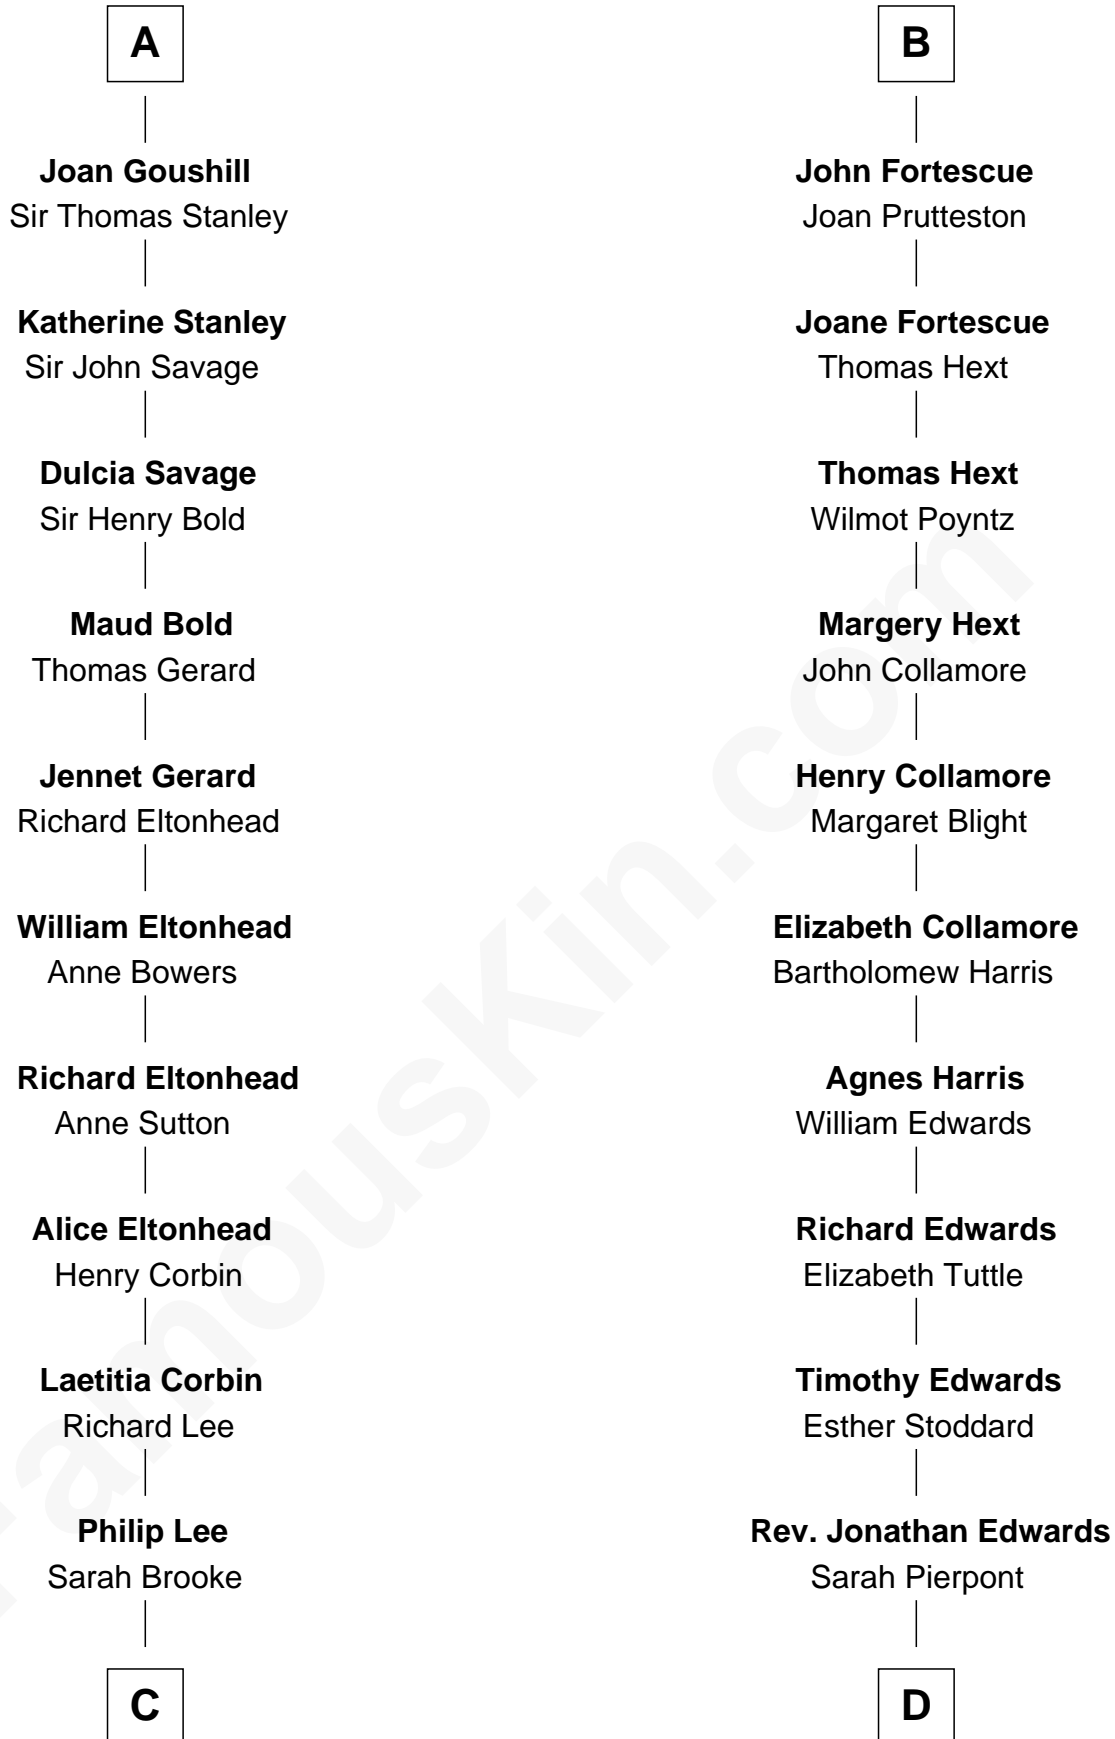 A
Joan Goushill
Sir Thomas Stanley
Katherine Stanley
Sir John Savage
Dulcia Savage
Sir Henry Bold
Maud Bold
Thomas Gerard
Jennet Gerard
Richard Eltonhead
William Eltonhead
Anne Bowers
Richard Eltonhead
Anne Sutton
Alice Eltonhead
Henry Corbin
Laetitia Corbin
Richard Lee
Philip Lee
Sarah Brooke
C
B
John Fortescue
Joan Prutteston
Joane Fortescue
Thomas Hext
Thomas Hext
Wilmot Poyntz
Margery Hext
John Collamore
Henry Collamore
Margaret Blight
Elizabeth Collamore
Bartholomew Harris
Agnes Harris
William Edwards
Richard Edwards
Elizabeth Tuttle
Timothy Edwards
Esther Stoddard
Rev. Jonathan Edwards
Sarah Pierpont
D
FamousKin.com